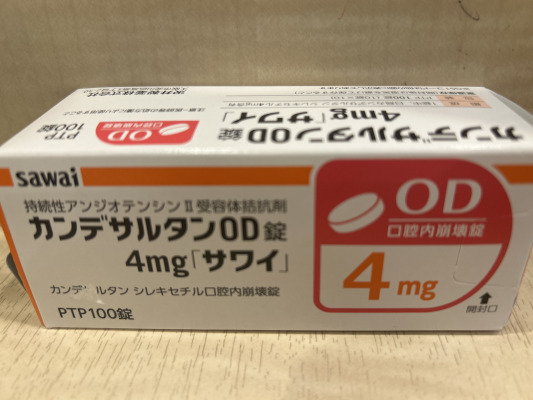 sawai
持続性アンジオテンシンⅡ受容体拮抗剤
カンデサルタンOD錠
4mg「サワイ」
カンデサルタン シレキセチル口腔内崩壊錠
PTP100錠
OD
口腔内崩壊錠
4mg
開封口
カンデサルタンOD錠
4mg「サワイ」
OD
口腔内崩壊錠
PTP
100錠